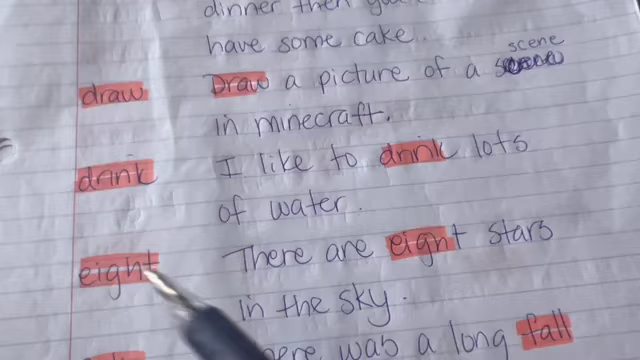 dinner then
have some cake.
draw Draw a picture of a scene
in minecraft.
drink I like to drink lots
of water.
eight There are eight stars
in the sky.
was a long fall